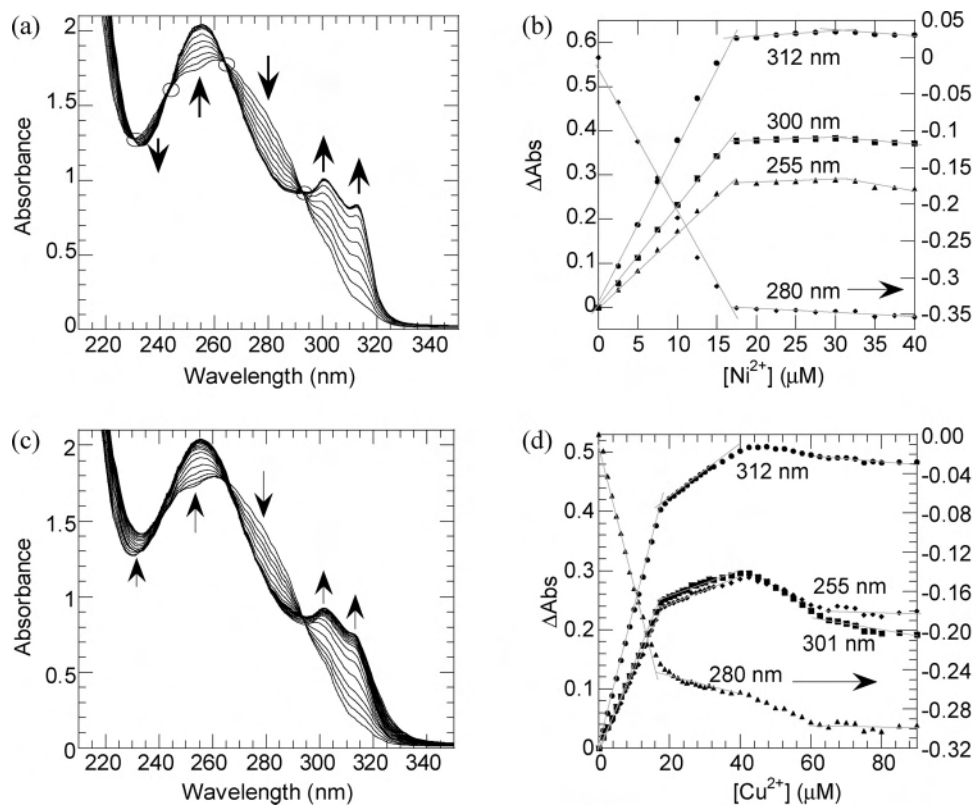 (a)
2
1.5
1
0.5
0
Absorbance
220 240 260 280 300 320 340
Wavelength (nm)
(b)
0.6
0.5
0.4
0.3
0.2
0.1
0
ΔAbs
0.05
0
-0.05
-0.1
-0.15
-0.2
-0.25
-0.3
-0.35
312 nm
300 nm
255 nm
280 nm
0 5 10 15 20 25 30 35 40
[Ni²⁺] (μM)
(c)
2
1.5
1
0.5
0
Absorbance
220 240 260 280 300 320 340
Wavelength (nm)
(d)
0.5
0.4
0.3
0.2
0.1
0
ΔAbs
0.00
-0.04
-0.08
-0.12
-0.16
-0.20
-0.24
-0.28
-0.32
312 nm
255 nm
301 nm
280 nm
0 20 40 60 80
[Cu²⁺] (μM)